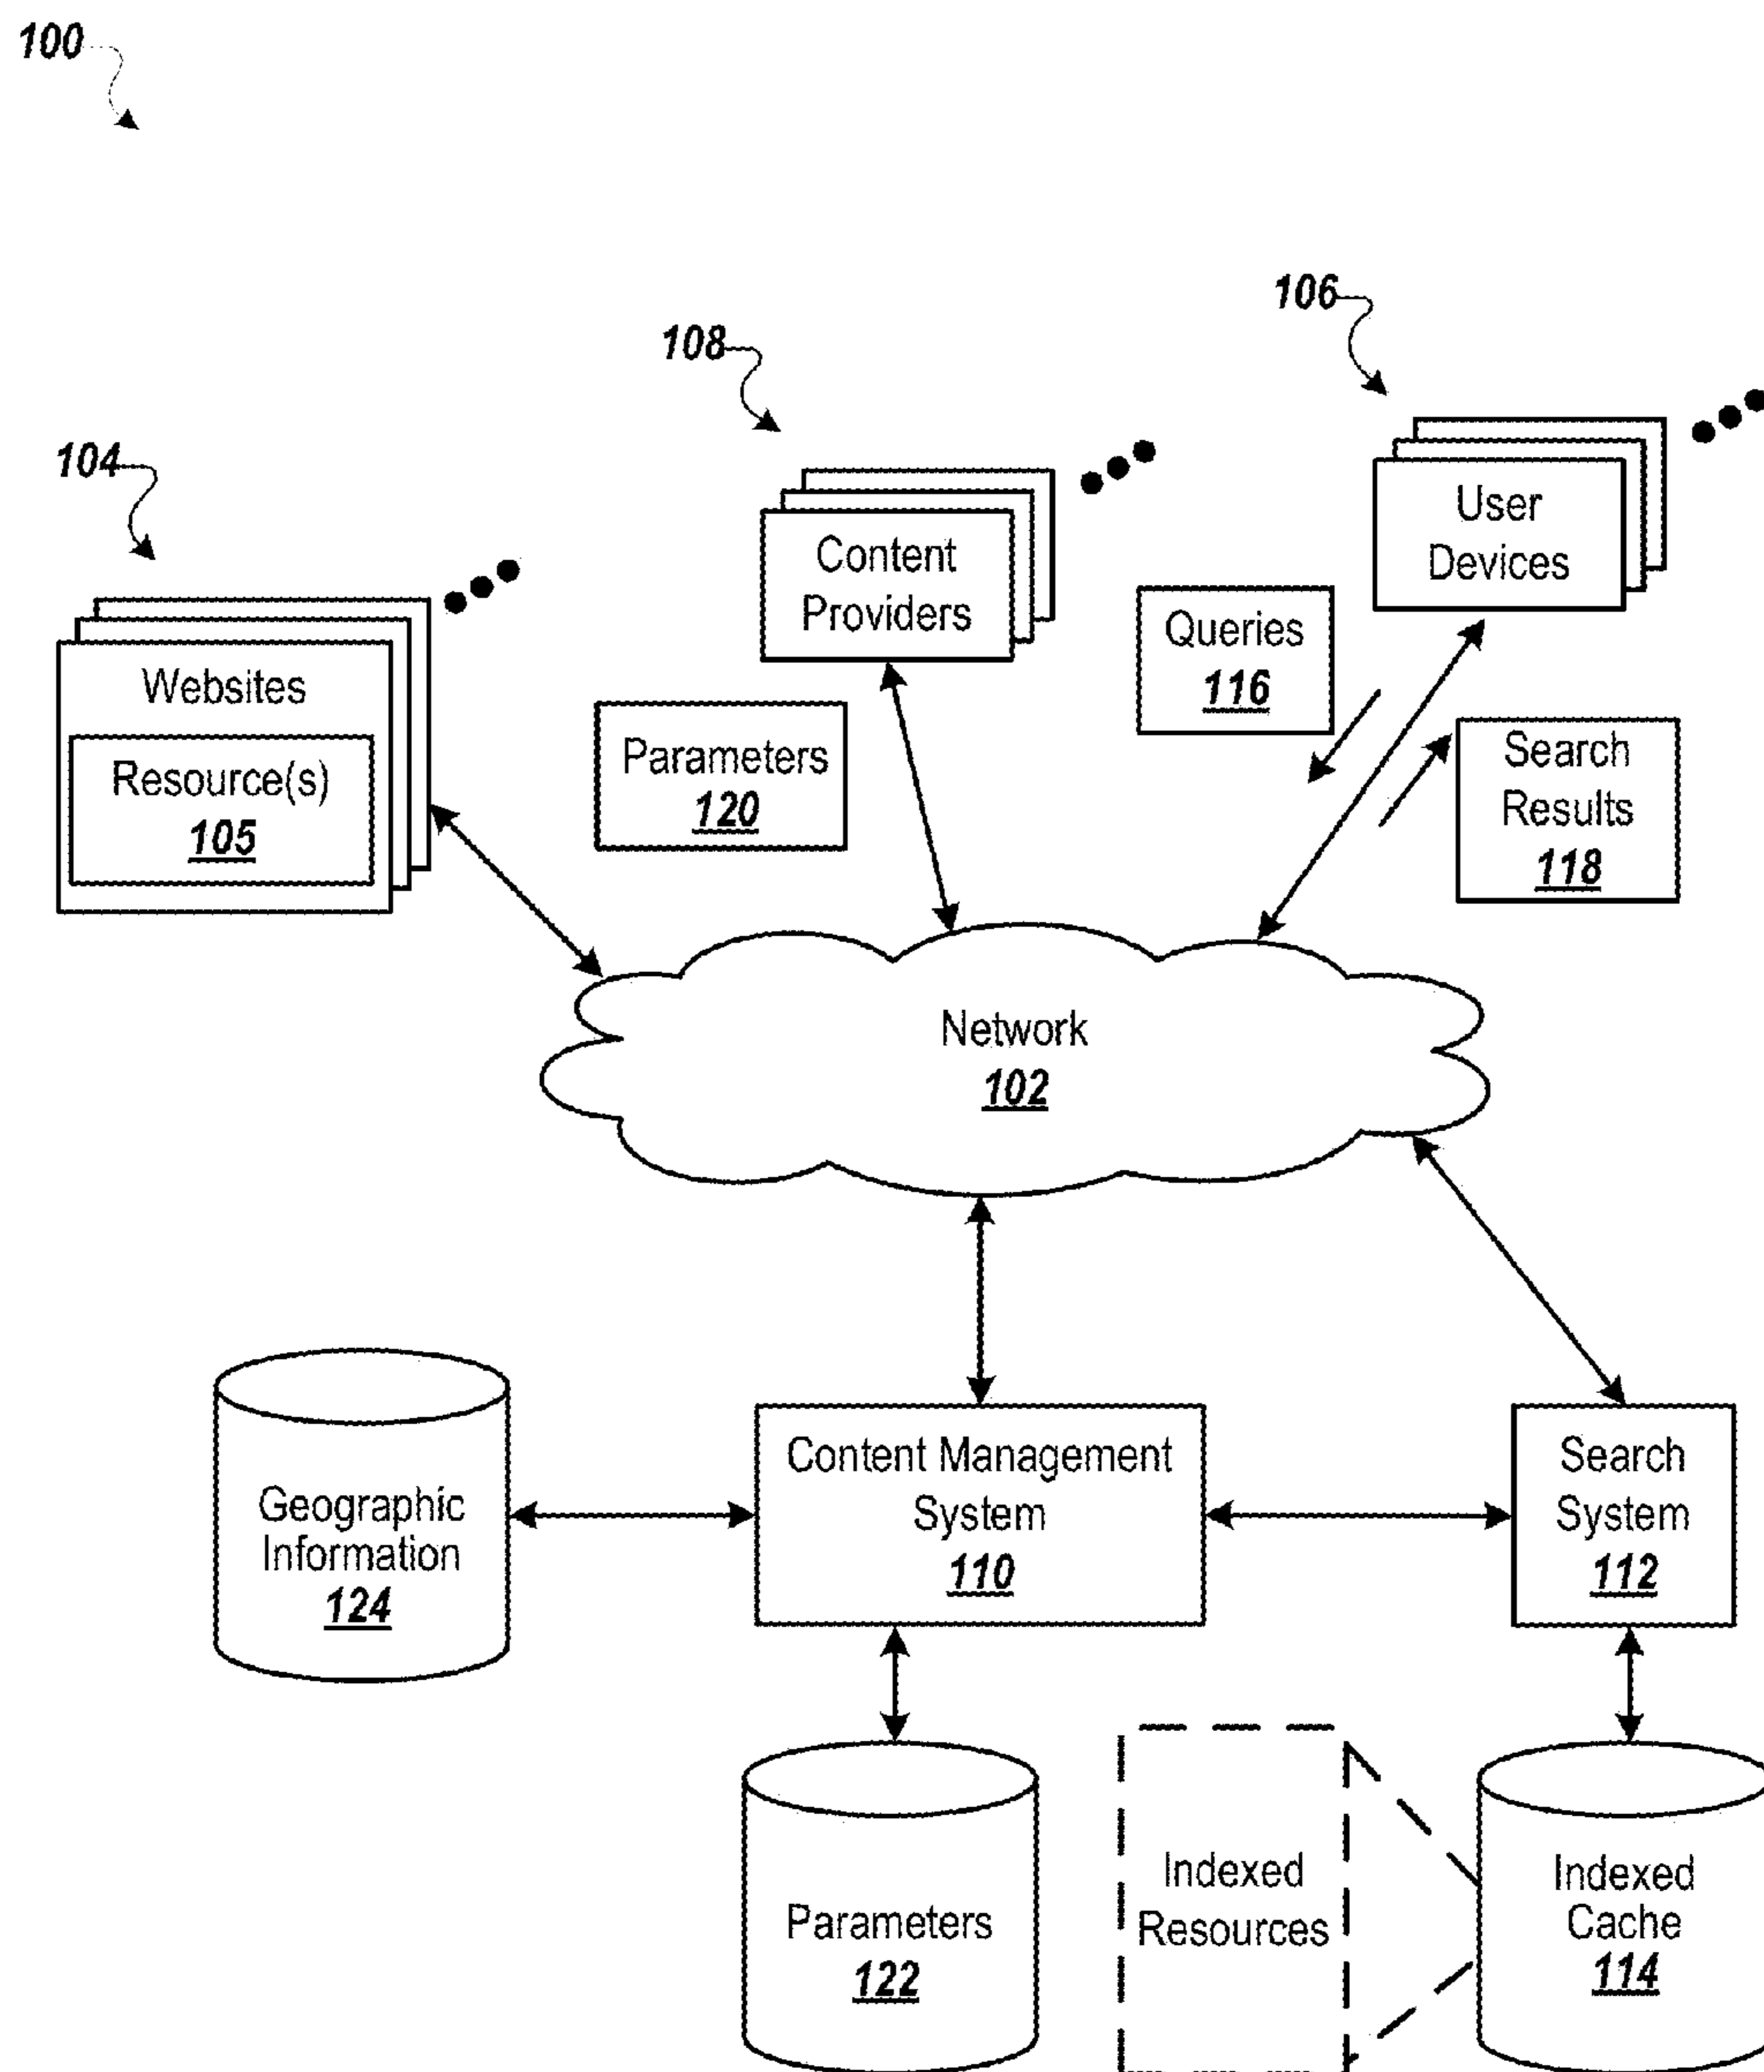 100
106
108
104
User
Devices
Content
Providers
Queries
116
Websites
Parameters
120
Search
Results
118
Resource(s)
105
Network
102
Content Management
System
110
Search
System
112
Geographic
Information
124
Indexed
Resources
Indexed
Cache
114
Parameters
122